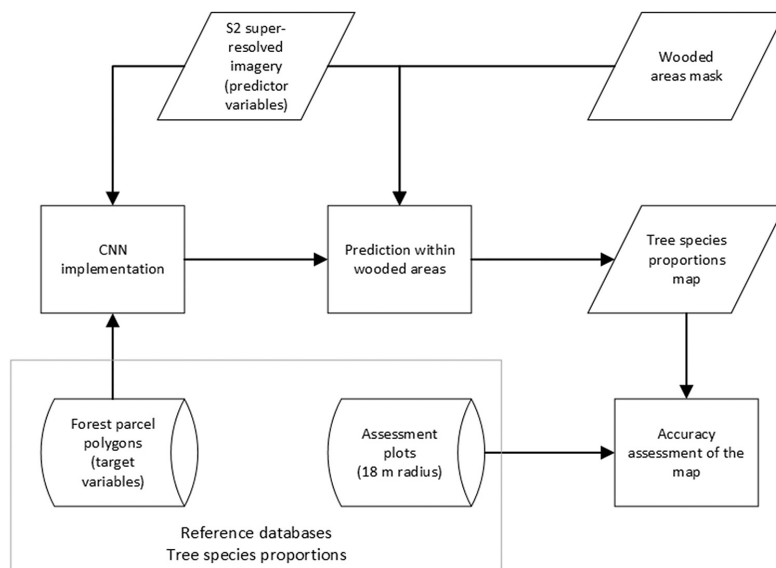 S2 super-
resolved
imagery
(predictor
variables)
Wooded
areas mask
CNN
implementation
Prediction within
wooded areas
Tree species
proportions
map
Forest parcel
polygons
(target
variables)
Assessment
plots
(18 m radius)
Accuracy
assessment of the
map
Reference databases
Tree species proportions